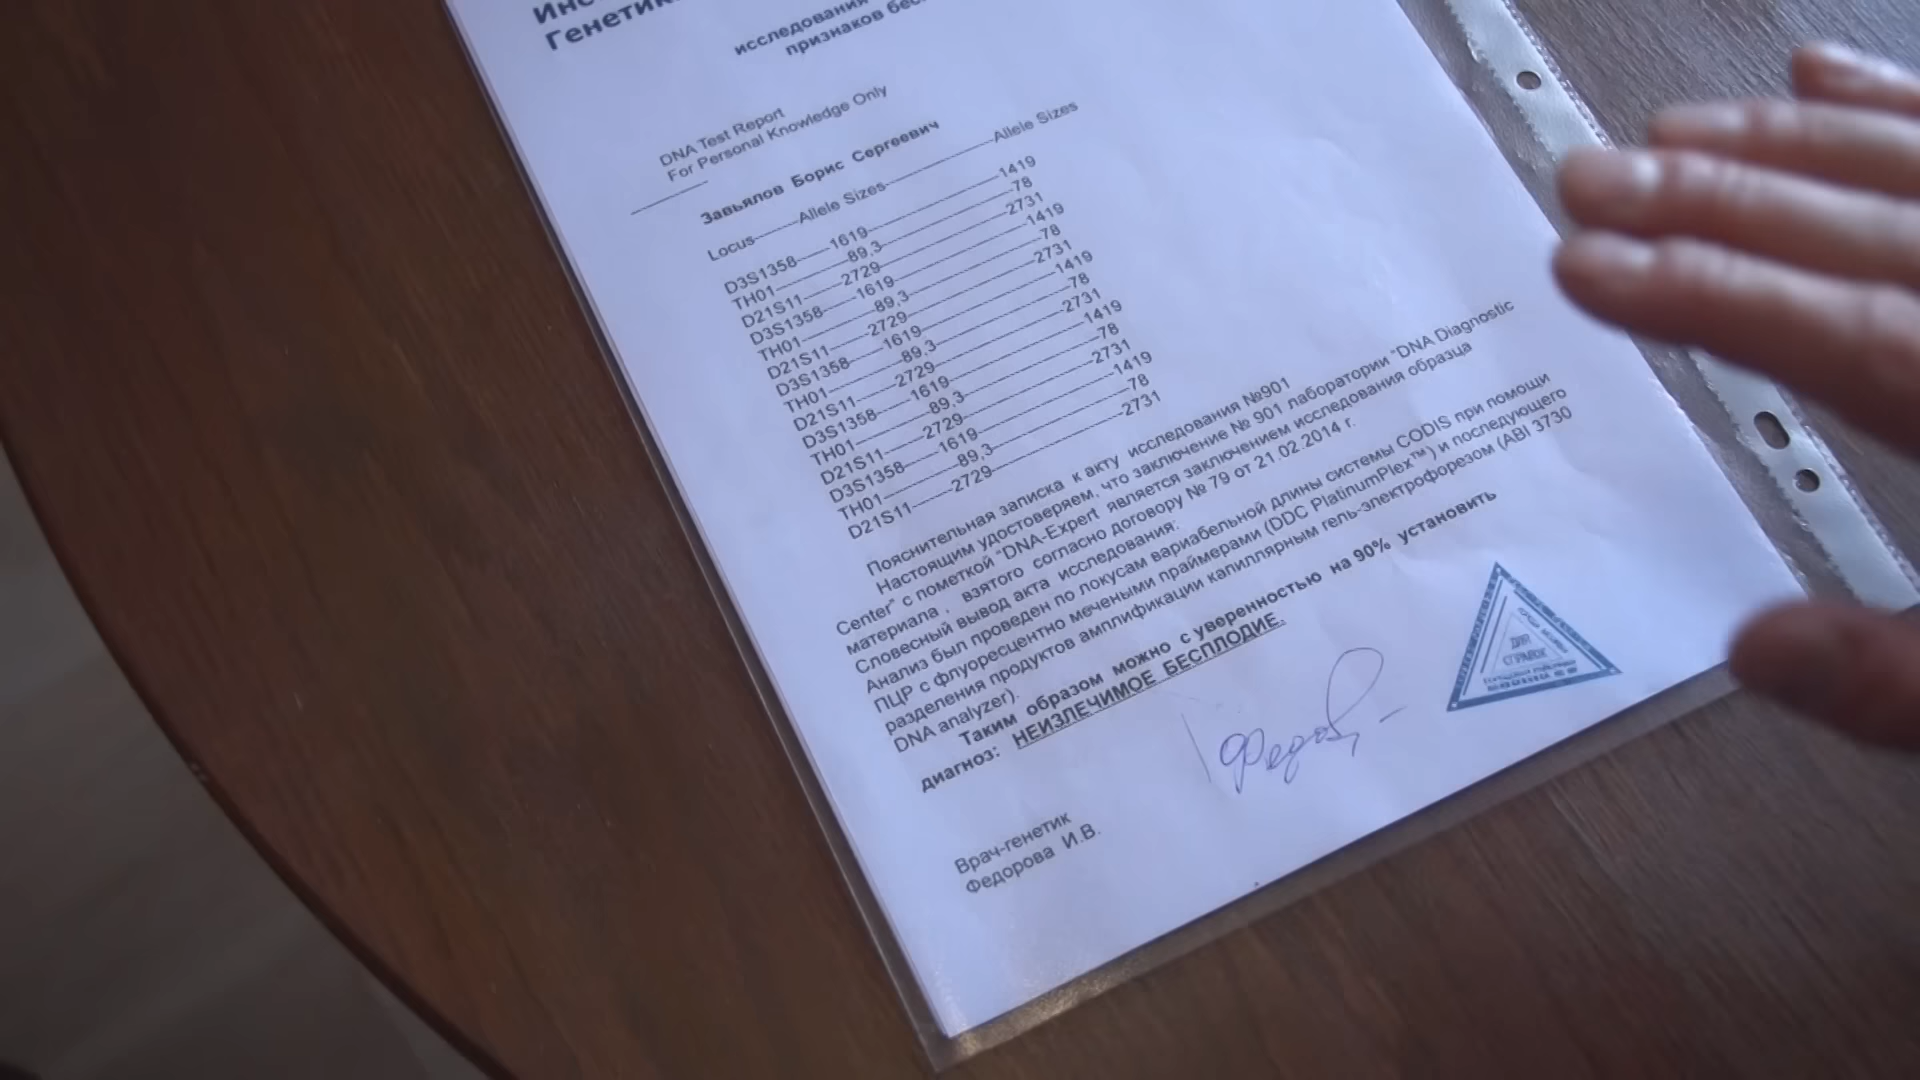 Генетик
исследования
признаков бес
DNA Test Report
For Personal Knowledge Only
Завьялов Борис Сергеевич
Locus--------Allele Sizes--------------------Allele Sizes
D3S1358------1619------------------------1419
TH01-------------89,3------------------------78
D21S11---------2729------------------------2731
D3S1358------1619------------------------1419
TH01-------------89,3------------------------78
D21S11---------2729------------------------2731
D3S1358------1619------------------------1419
TH01-------------89,3------------------------78
D21S11---------2729------------------------2731
D3S1358------1619------------------------1419
TH01-------------89,3------------------------78
D21S11---------2729------------------------2731
D3S1358------1619------------------------1419
TH01-------------89,3------------------------78
D21S11---------2729------------------------2731
Пояснительная записка к акту исследования №901
Настоящим удостоверяем, что заключение № 901 лаборатории "DNA Diagnostic
Center" с пометкой "DNA-Expert является заключением исследования образца
материала , взятого согласно договору № 79 от 21.02.2014 г.
Словесный вывод акта исследования:
Анализ был проведен по локусам вариабельной длины системы CODIS при помощи
ПЦР с флуоресцентно мечеными праймерами (DDC PlatinumPlex™) и последующего
разделения продуктов амплификации капиллярным гель-электрофорезом (ABI 3730
DNA analyzer).
Таким образом можно с уверенностью на 90% установить
диагноз: НЕИЗЛЕЧИМОЕ БЕСПЛОДИЕ.
ДЛЯ
СПРАВОК
Врач-генетик
Федорова И.В.